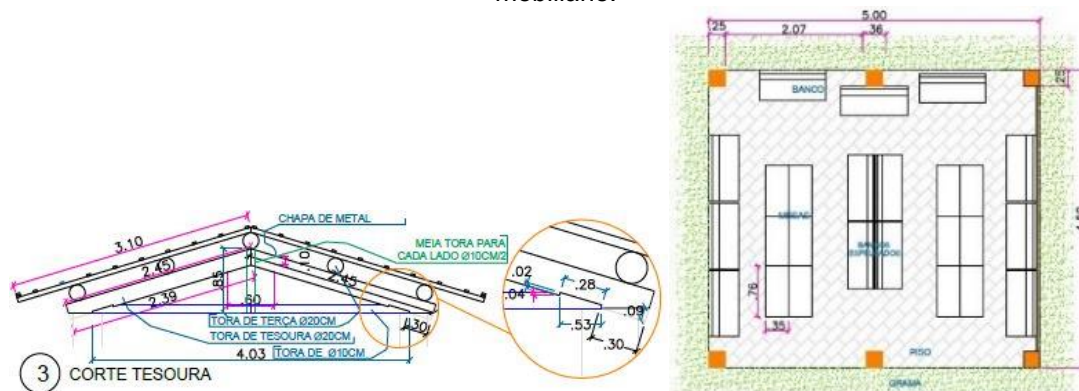 mobiliário.
3.10
2.45
2.39
.85
.10
.60
2.45
.30
4.03
CHAPA DE METAL
MEIA TORA PARA
CADA LADO Ø10CM/2
TORA DE TERÇA Ø20CM
TORA DE TESOURA Ø20CM
TORA DE Ø10CM
3 CORTE TESOURA
.02
.04
.28
.53
.09
.30
5.00
.25
2.07
.36
.25
BANCO
MESAS
BANCOS
.76
.35
PISO
GRAMA